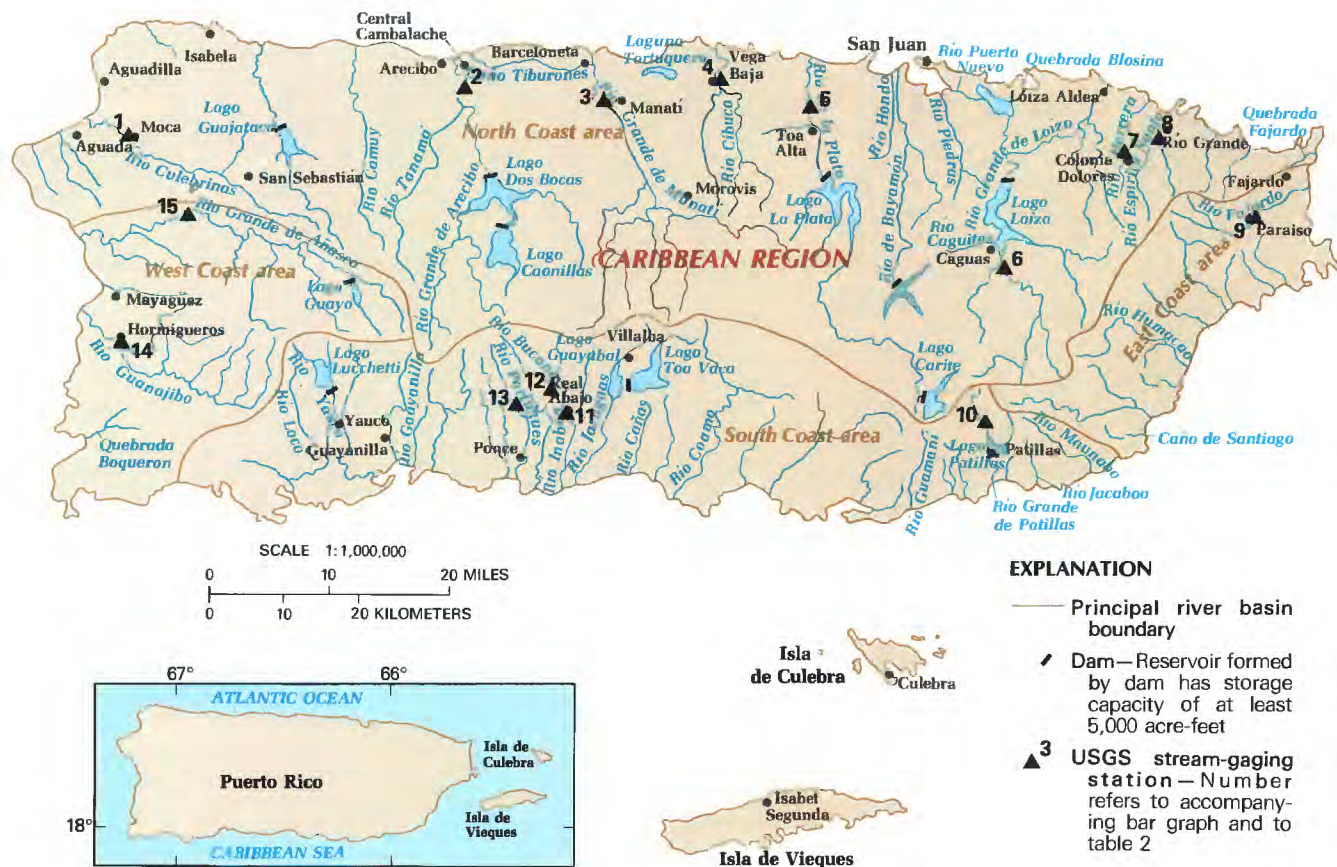 Central
Cambalache
Isabela
Aguadilla
Arecibo
Barceloneta
Laguna
Tortuguero
Vega
Baja
San Juan
Río Puerto
Nuevo
Quebrada Blosina
Loiza Aldea
Quebrada
Fajardo
1
Moca
Aguada
Río Culebrinas
Lago
Guajataca
San Sebastián
Río Camuy
Río Tanamá
2
Caño Tiburones
North Coast area
3
Manatí
Río Grande de Manatí
4
Río Cibuco
Morovis
5
Toa
Alta
Río de la Plata
Lago
La Plata
Río Hondo
Río de Bayamón
Río Piedras
Río Grande de Loizo
Lago
Loiza
Río
Caguitas
Caguas
6
7
Colonia
Dolores
Río Herrera
Río Espíritu
8
Río Grande
Fajardo
Río Fajardo
9
Paraiso
15
Río Grande de Añasco
West Coast area
Lago
Guayo
Río Grande de Arecibo
Lago
Dos Bocas
Lago
Caonillas
CARIBBEAN REGION
Mayagüez
Hormigueros
14
Río
Guanajibo
Quebrada
Boqueron
Lago
Lucchetti
Río
Yauco
Río Loco
Yauco
Guayanilla
Río Guayanilla
Río Bucaná
Río Portugués
12
Real
Abajo
13
11
Ponce
Río Inabón
Río Jacaguas
Lago
Guayabal
Villalba
Lago
Toa Vaca
Río Cañas
Río Coamo
South Coast area
Lago
Carite
10
Lago
Patillas
Patillas
Río Guamaní
Río Grande
de Patillas
Río Jacaboa
Río Maunabo
Caño de Santiago
Río Humacao
East Coast area
SCALE 1:1,000,000
0 10 20 MILES
0 10 20 KILOMETERS
67° 66°
ATLANTIC OCEAN
Isla de
Culebra
Puerto Rico
Isla de
Vieques
18°
CARIBBEAN SEA
Isla
de Culebra
Culebra
Isabet
Segunda
Isla de Vieques
EXPLANATION
Principal river basin
boundary
Dam—Reservoir formed
by dam has storage
capacity of at least
5,000 acre-feet
3
USGS stream-gaging
station—Number
refers to accompany-
ing bar graph and to
table 2